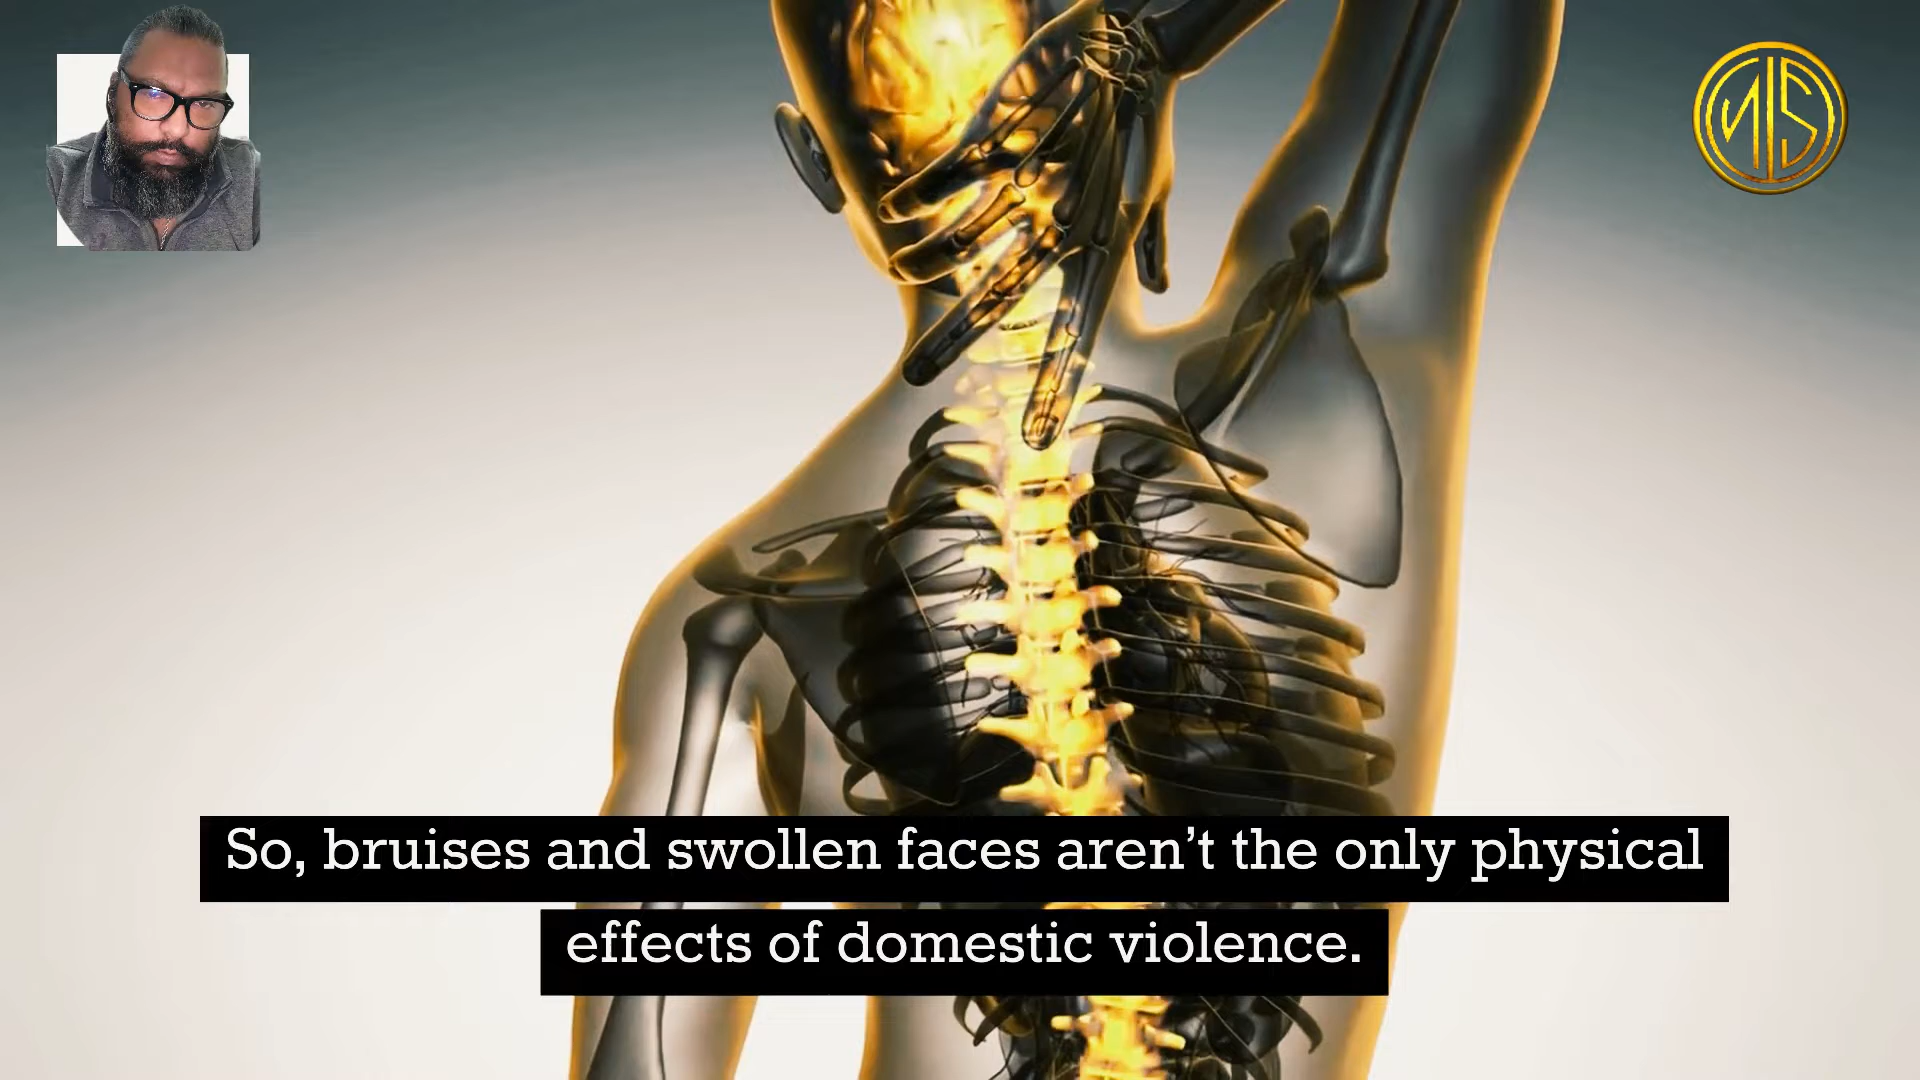 So, bruises and swollen faces aren’t the only physical
effects of domestic violence.